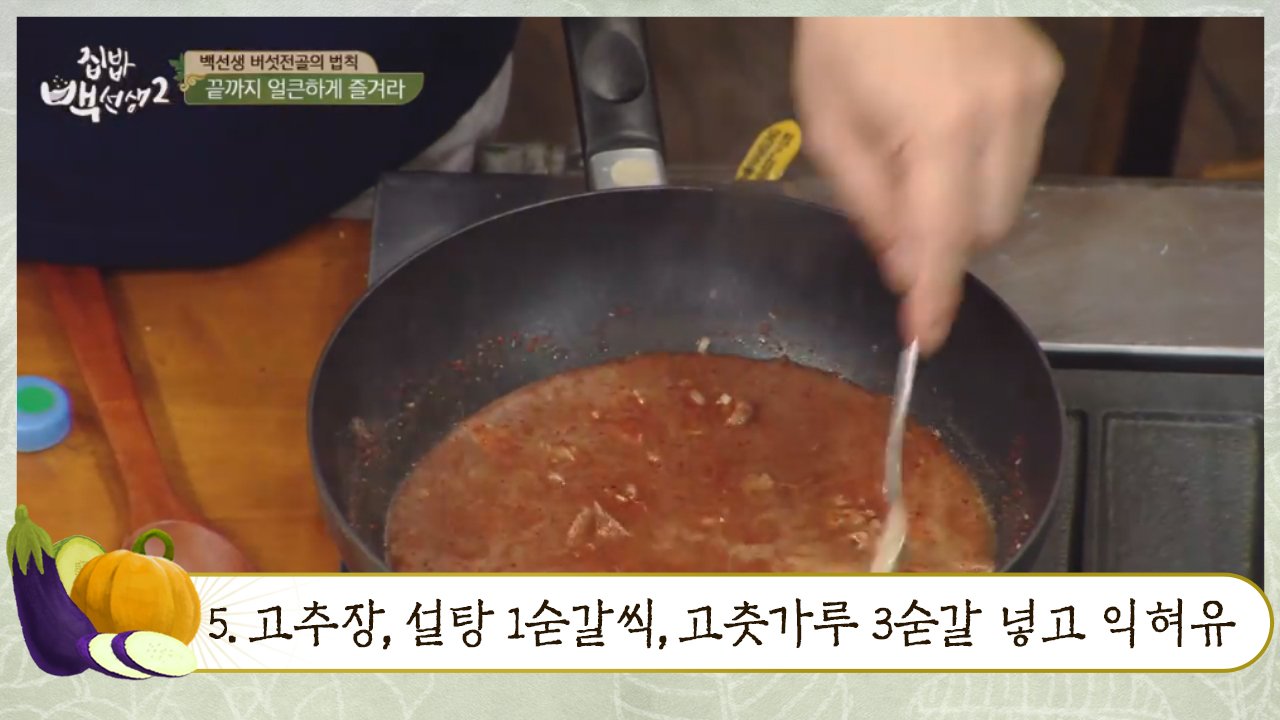 집밥
백선생2
백선생 버섯전골의 법칙
끝까지 얼큰하게 즐겨라
5. 고추장, 설탕 1숟갈씩, 고춧가루 3숟갈 넣고 익혀유